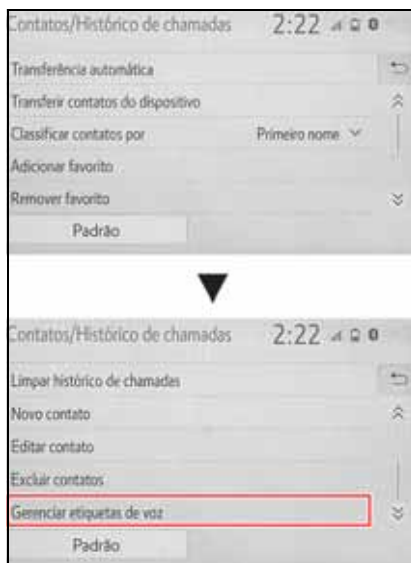 Contatos/Histórico de chamadas 2:22
Transferência automática
Transferir contatos do dispositivo
Classificar contatos por Primeiro nome
Adicionar favorito
Remover favorito
Padrão
Contatos/Histórico de chamadas 2:22
Limpar histórico de chamadas
Novo contato
Editar contato
Excluir contatos
Gerenciar etiquetas de voz
Padrão